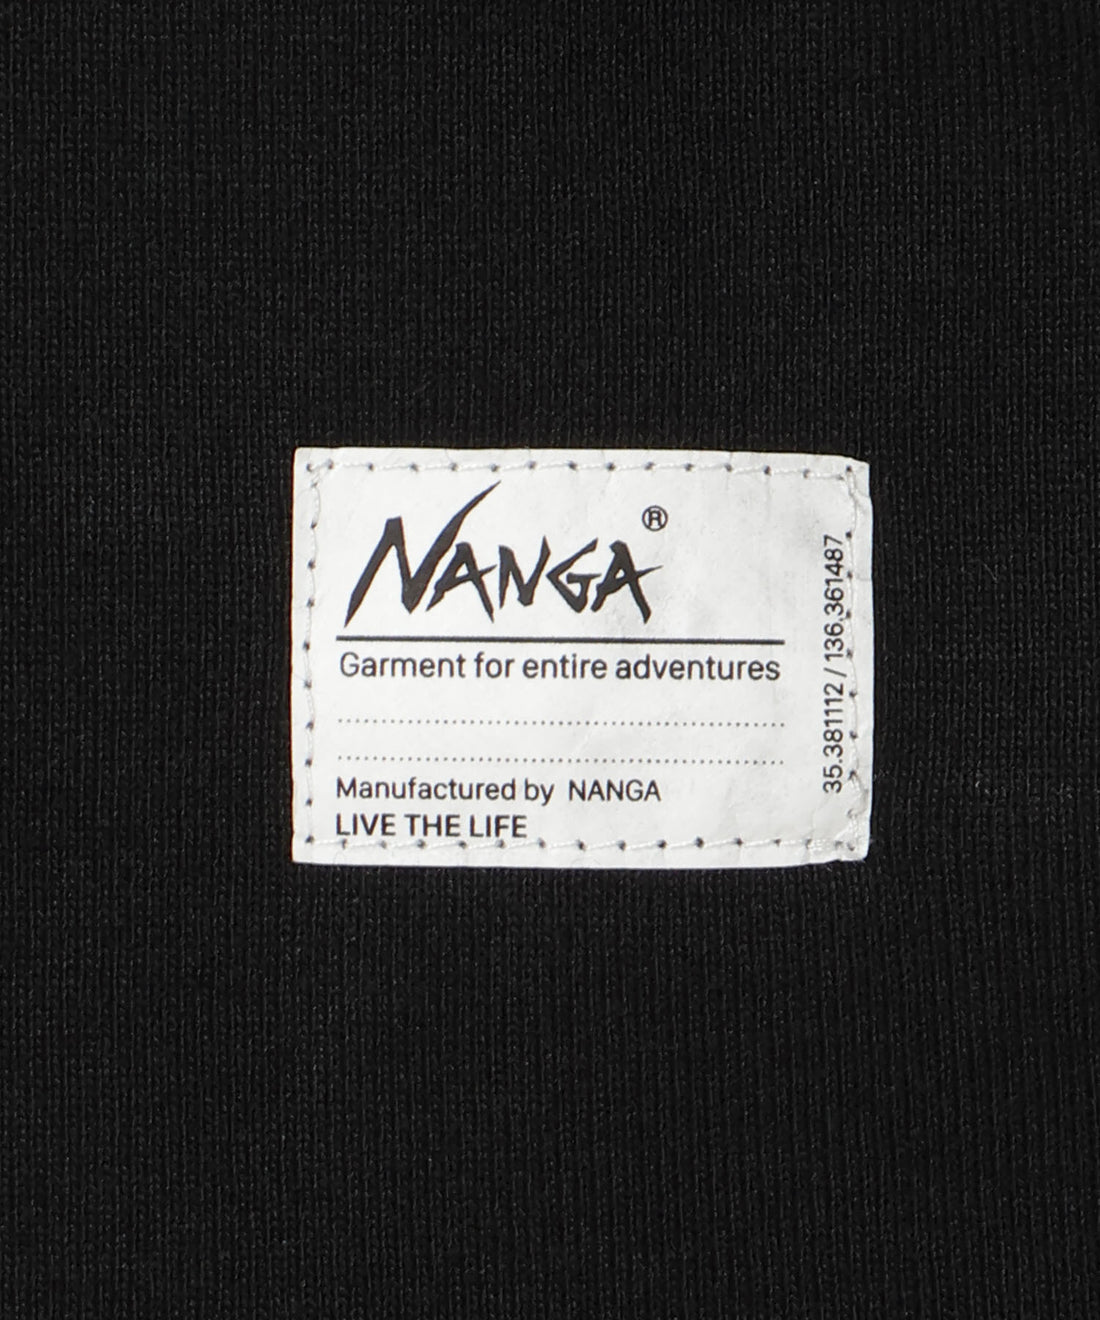 NANGA®
Garment for entire adventures
Manufactured by NANGA
LIVE THE LIFE
35.381112 / 136.361487